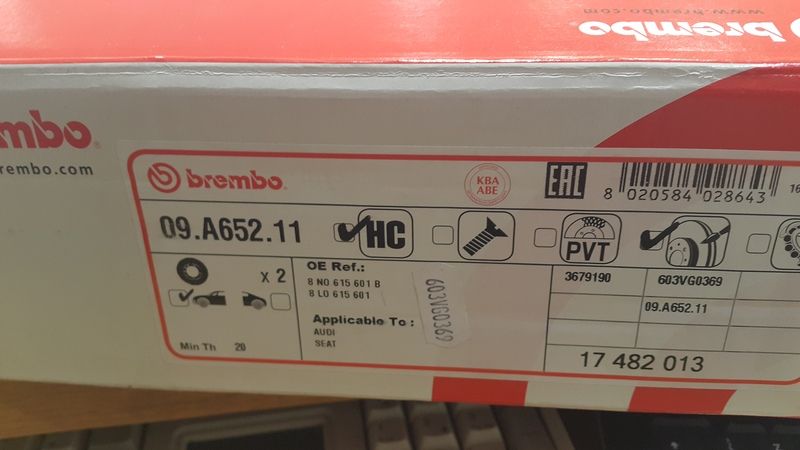 brembo
www.brembo.com
mbo
rembo.com
brembo
KBA
ABE
EAC
8 020584 028643
16
09.A652.11
HC
PVT
x 2
OE Ref.:
8 N0 615 601 B
8 L0 615 601
Applicable To :
AUDI
SEAT
Min Th 20
603VG0369
3679190
603VG0369
09.A652.11
17 482 013